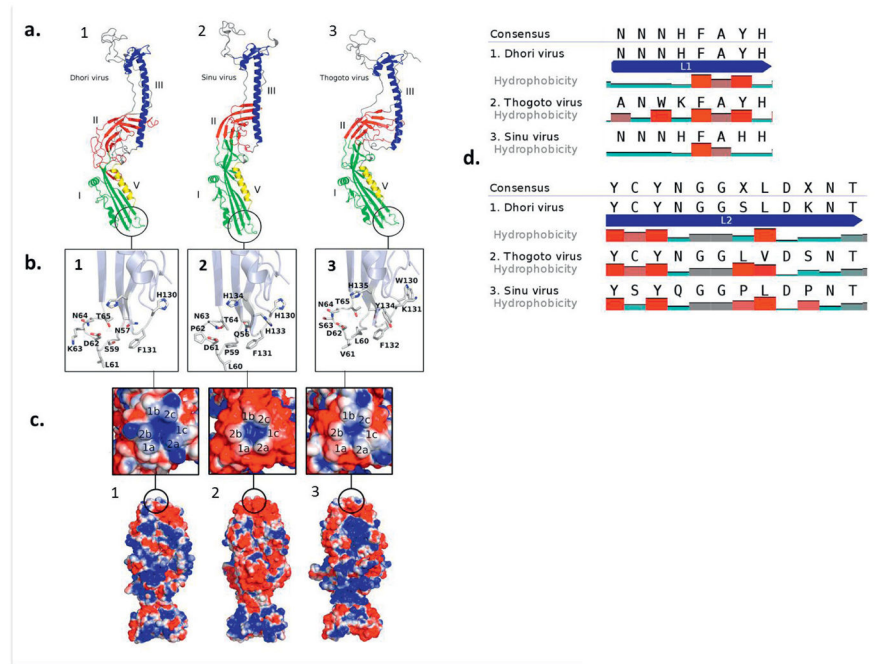 a.
1
2
3
Dhori virus
Sinu virus
Thogoto virus
III
III
III
II
II
II
I
V
I
V
I
V
b.
1
2
3
H130
N64 T65
N57
K63
D62
S59
F131
L61
H134
N63
T64
H130
P62
Q56
H133
D61
P59
F131
L60
W130
H135
T65
Y134
K131
N64
S63
D62
L60
F132
V61
c.
1b 2c
2b 1c
1a 2a
1b 2c
2b 1c
1a 2a
1b 2c
2b 1c
1a 2a
1
2
3
d.
Consensus N N N H F A Y H
1. Dhori virus N N N H F A Y H
L1
Hydrophobicity
2. Thogoto virus A N W K F A Y H
Hydrophobicity
3. Sinu virus N N N H F A H H
Hydrophobicity
Consensus Y C Y N G G X L D X N T
1. Dhori virus Y C Y N G G S L D K N T
L2
Hydrophobicity
2. Thogoto virus Y C Y N G G L V D S N T
Hydrophobicity
3. Sinu virus Y S Y Q G G P L D P N T
Hydrophobicity